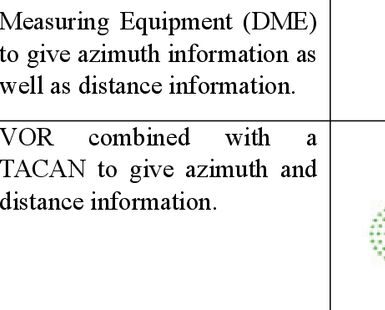 Measuring Equipment (DME)
to give azimuth information as
well as distance information.
VOR combined with a
TACAN to give azimuth and
distance information.